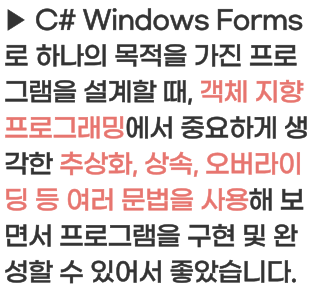 ▶ C# Windows Forms
로 하나의 목적을 가진 프로
그램을 설계할 때, 객체 지향
프로그래밍에서 중요하게 생
각한 추상화, 상속, 오버라이
딩 등 여러 문법을 사용해 보
면서 프로그램을 구현 및 완
성할 수 있어서 좋았습니다.